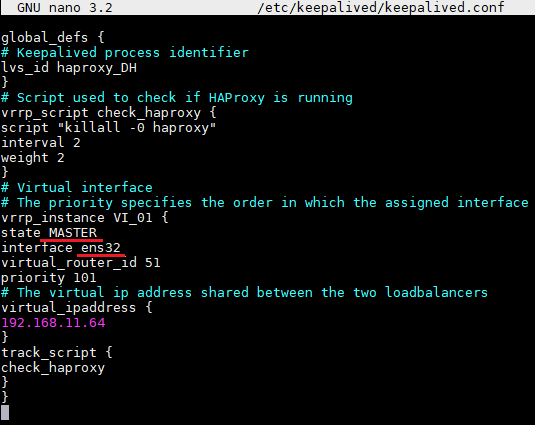 GNU nano 3.2 /etc/keepalived/keepalived.conf
global_defs {
# Keepalived process identifier
lvs_id haproxy_DH
}
# Script used to check if HAProxy is running
vrrp_script check_haproxy {
script "killall -0 haproxy"
interval 2
weight 2
}
# Virtual interface
# The priority specifies the order in which the assigned interface
vrrp_instance VI_01 {
state MASTER
interface ens32
virtual_router_id 51
priority 101
# The virtual ip address shared between the two loadbalancers
virtual_ipaddress {
192.168.11.64
}
track_script {
check_haproxy
}
}